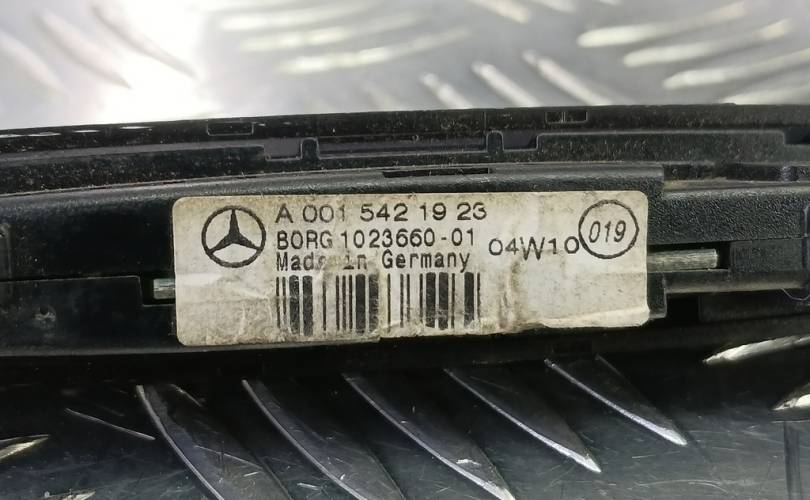 A 001 542 19 23
BORG 1023660-01 04W10 019
Made in Germany